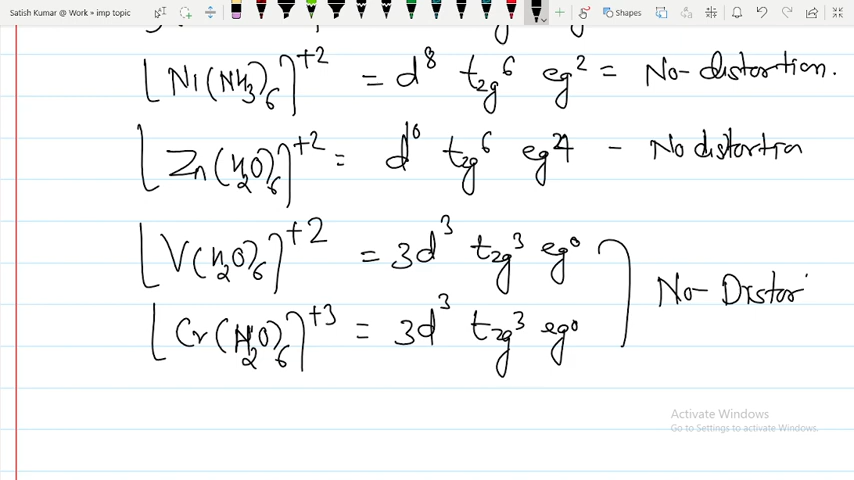 Satish Kumar @ Work » imp topic
Shapes
[Ni(NH3)6]+2 = d8 t2g6 eg2 = No-distortion.
[Zn(H2O)6]+2 = d0 t2g6 eg24 - No distortion
[V(H2O)6]+2 = 3d3 t2g3 eg0
No-Distor
[Cr(H2O)6]+3 = 3d3 t2g3 eg0
Activate Windows
Go to Settings to activate Windows.